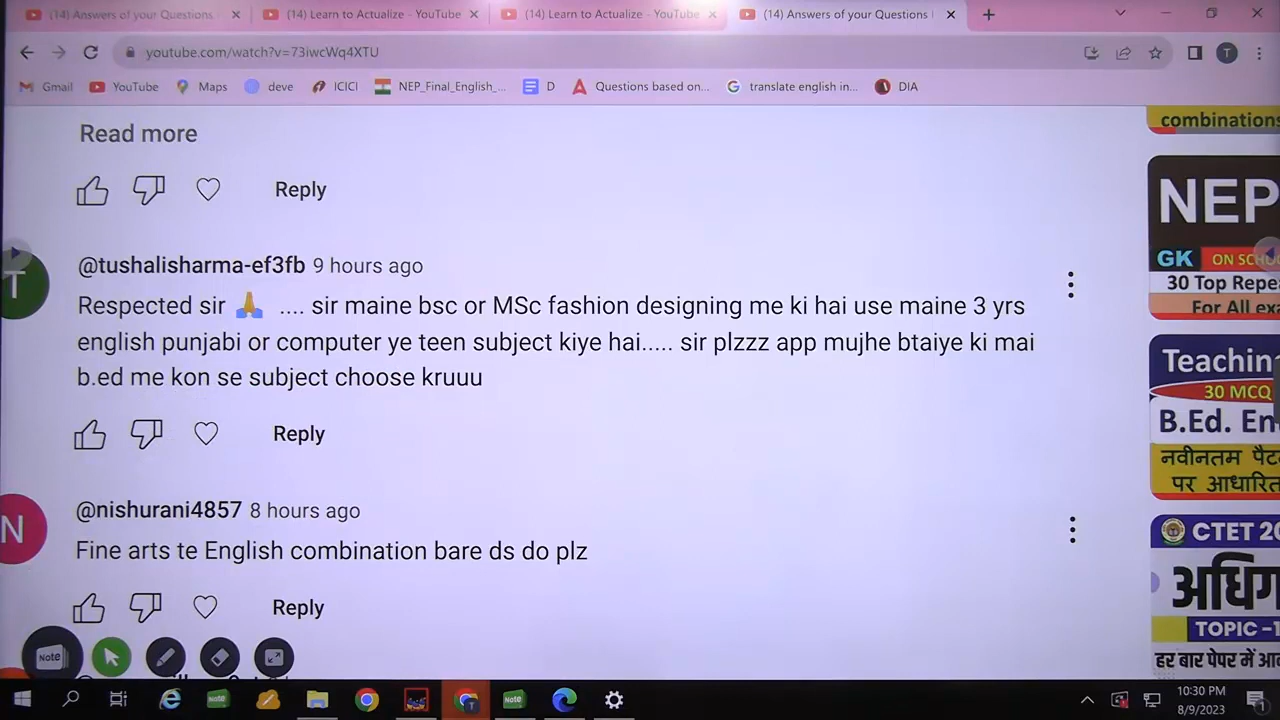 (14) Answers of your Questions
(14) Learn to Actualize - YouTube
(14) Learn to Actualize - YouTube
(14) Answers of your Questions
youtube.com/watch?v=73iwcWq4XTU
T
Gmail
YouTube
Maps
deve
ICICI
NEP_Final_English_...
D
Questions based on...
translate english in...
DIA
Read more
Reply
T
@tushalisharma-ef3fb 9 hours ago
Respected sir 🙏 .... sir maine bsc or MSc fashion designing me ki hai use maine 3 yrs
english punjabi or computer ye teen subject kiye hai..... sir plzzz app mujhe btaiye ki mai
b.ed me kon se subject choose kruuu
Reply
N
@nishurani4857 8 hours ago
Fine arts te English combination bare ds do plz
Reply
combinations
NEP
GK ON SCHO
30 Top Repe
For All exa
Teachin
30 MCQ
B.Ed. En
नवीनतम पैट
पर आधारित
CTET 20
अधिग
TOPIC -1
हर बार पेपर में आ
Note
Note
T
Note
10:30 PM
8/9/2023
1